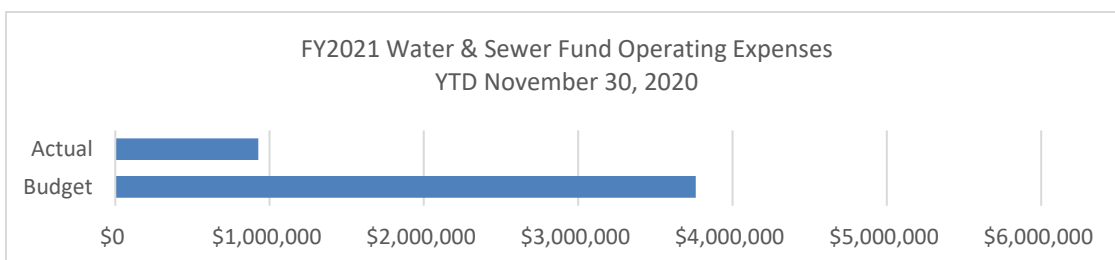 FY2021 Water & Sewer Fund Operating Expenses
YTD November 30, 2020
Actual
Budget
$0 $1,000,000 $2,000,000 $3,000,000 $4,000,000 $5,000,000 $6,000,000